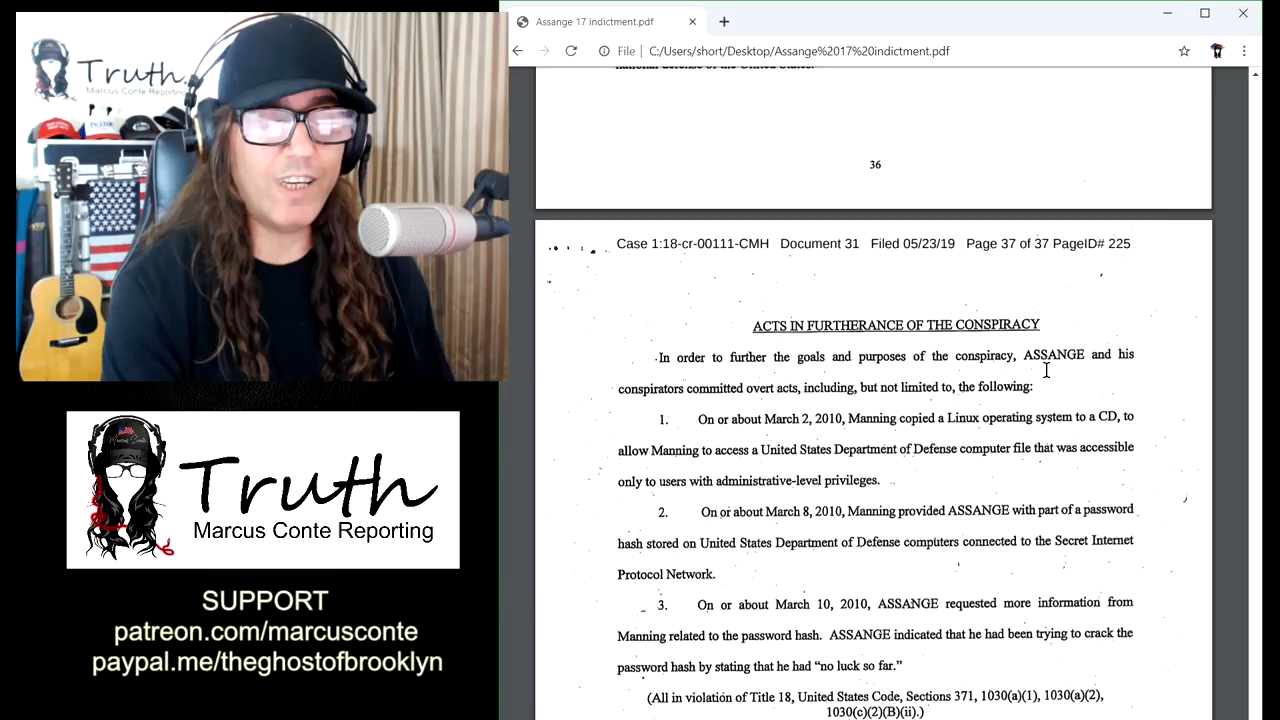 Truth
Marcus Conte Reporting
Truth
Marcus Conte Reporting
SUPPORT
patreon.com/marcusconte
paypal.me/theghostofbrooklyn
Assange 17 indictment.pdf
File | C:/Users/short/Desktop/Assange%2017%20indictment.pdf
national defense of the United States.
36
Case 1:18-cr-00111-CMH Document 31 Filed 05/23/19 Page 37 of 37 PageID# 225
ACTS IN FURTHERANCE OF THE CONSPIRACY
In order to further the goals and purposes of the conspiracy, ASSANGE and his
conspirators committed overt acts, including, but not limited to, the following:
1. On or about March 2, 2010, Manning copied a Linux operating system to a CD, to
allow Manning to access a United States Department of Defense computer file that was accessible
only to users with administrative-level privileges.
2. On or about March 8, 2010, Manning provided ASSANGE with part of a password
hash stored on United States Department of Defense computers connected to the Secret Internet
Protocol Network.
3. On or about March 10, 2010, ASSANGE requested more information from
Manning related to the password hash. ASSANGE indicated that he had been trying to crack the
password hash by stating that he had “no luck so far.”
(All in violation of Title 18, United States Code, Sections 371, 1030(a)(1), 1030(a)(2),
1030(c)(2)(B)(ii).)